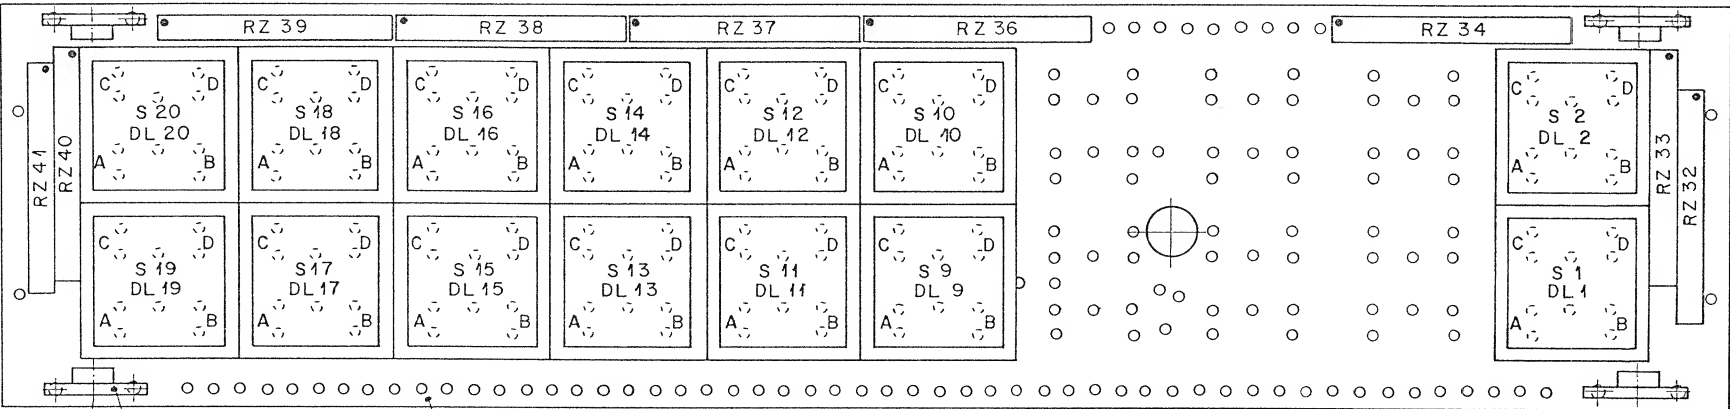 RZ 39
RZ 38
RZ 37
RZ 36
RZ 34
RZ 41
RZ 40
C D
S 20
DL 20
A B
C D
S 18
DL 18
A B
C D
S 16
DL 16
A B
C D
S 14
DL 14
A B
C D
S 12
DL 12
A B
C D
S 10
DL 10
A B
C D
S 2
DL 2
A B
RZ 33
RZ 32
C D
S 19
DL 19
A B
C D
S 17
DL 17
A B
C D
S 15
DL 15
A B
C D
S 13
DL 13
A B
C D
S 11
DL 11
A B
C D
S 9
DL 9
A B
C D
S 1
DL 1
A B